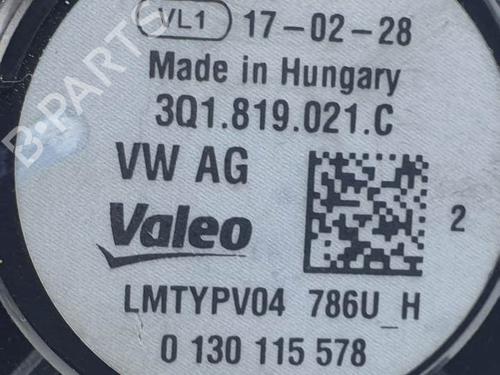 VL1 17-02-28
Made in Hungary
3Q1.819.021.C
VW AG
Valeo
2
LMTYPV04 786U_H
0 130 115 578
B-PARTS